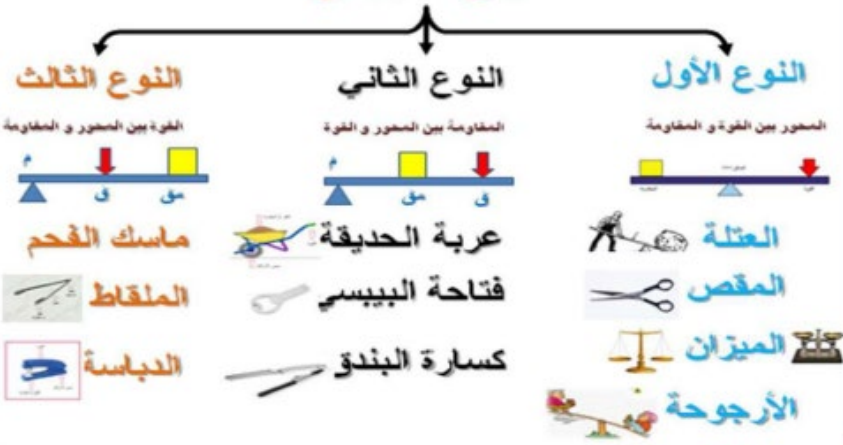 النوع الأول
المحور بين القوة و المقاومة
العتلة
المقص
الميزان
الأرجوحة
النوع الثاني
المقاومة بين المحور و القوة
م
مق
ق
عربة الحديقة
فتاحة البيبسي
كسارة البندق
النوع الثالث
القوة بين المحور و المقاومة
م
ق
مق
ماسك الفحم
الملقاط
الدباسة